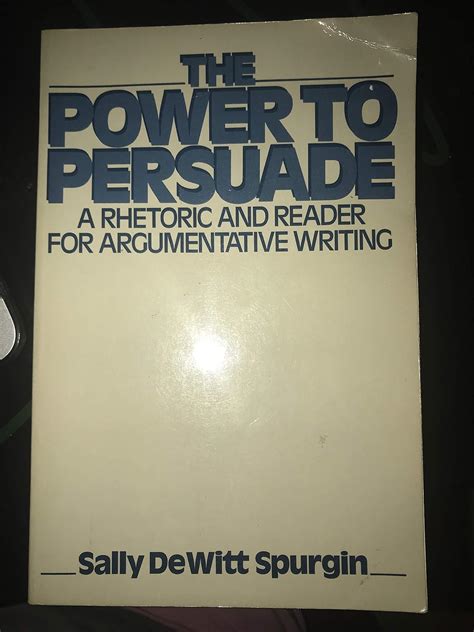 THE
POWER TO
PERSUADE
A RHETORIC AND READER
FOR ARGUMENTATIVE WRITING
Sally DeWitt Spurgin